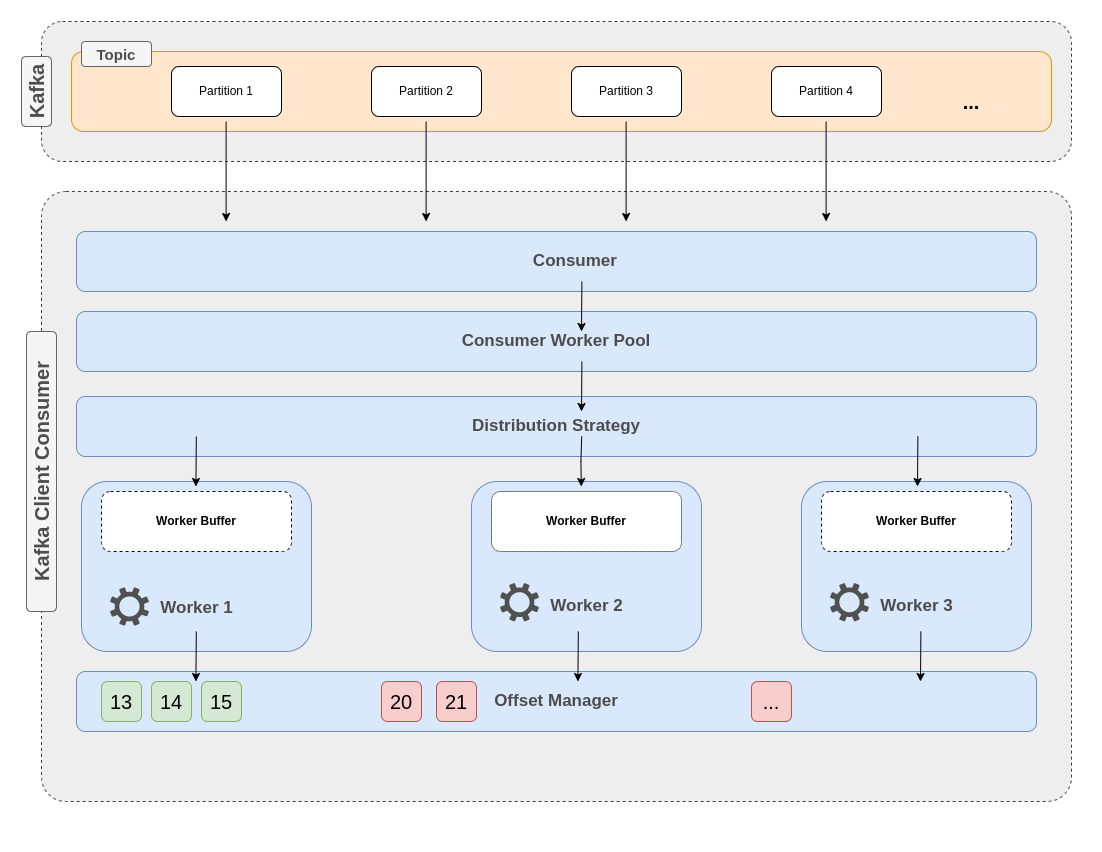 Kafka
Topic
Partition 1
Partition 2
Partition 3
Partition 4
...
Kafka Client Consumer
Consumer
Consumer Worker Pool
Distribution Strategy
Worker Buffer
Worker Buffer
Worker Buffer
Worker 1
Worker 2
Worker 3
13
14
15
20
21
Offset Manager
...